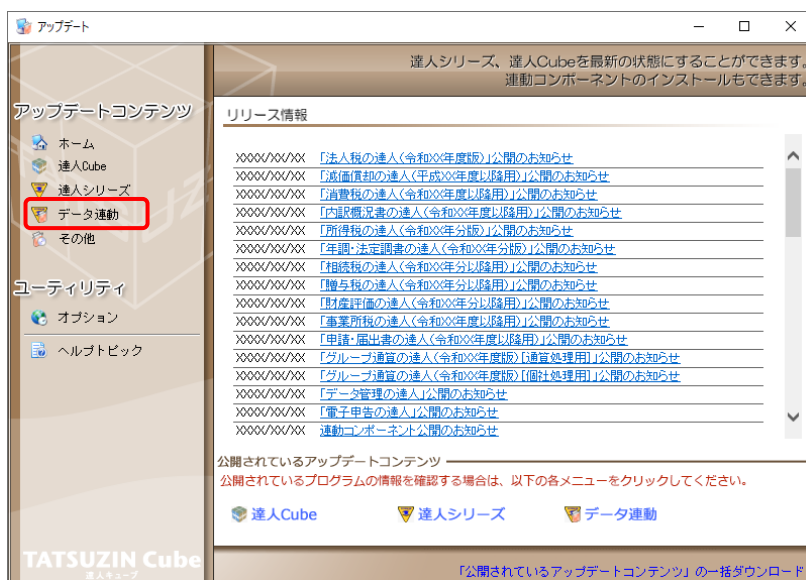 アップデート
達人シリーズ、達人Cubeを最新の状態にすることができます。
連動コンポーネントのインストールもできます。
アップデートコンテンツ
ホーム
達人Cube
達人シリーズ
データ連動
その他
ユーティリティ
オプション
ヘルプトピック
TATSUZIN Cube
達人キューブ
リリース情報
XXXX/XX/XX 「法人税の達人(令和XX年度版)」公開のお知らせ
XXXX/XX/XX 「減価償却の達人(平成XX年度以降用)」公開のお知らせ
XXXX/XX/XX 「消費税の達人(令和XX年度以降用)」公開のお知らせ
XXXX/XX/XX 「内訳概況書の達人(令和XX年度以降用)」公開のお知らせ
XXXX/XX/XX 「所得税の達人(令和XX年分版)」公開のお知らせ
XXXX/XX/XX 「年調・法定調書の達人(令和XX年分版)」公開のお知らせ
XXXX/XX/XX 「相続税の達人(令和XX年分以降用)」公開のお知らせ
XXXX/XX/XX 「贈与税の達人(令和XX年分以降用)」公開のお知らせ
XXXX/XX/XX 「財産評価の達人(令和XX年分以降用)」公開のお知らせ
XXXX/XX/XX 「事業所税の達人(令和XX年度以降用)」公開のお知らせ
XXXX/XX/XX 「申請・届出書の達人(令和XX年度以降用)」公開のお知らせ
XXXX/XX/XX 「グループ通算の達人(令和XX年度版)[通算処理用]」公開のお知らせ
XXXX/XX/XX 「グループ通算の達人(令和XX年度版)[個社処理用]」公開のお知らせ
XXXX/XX/XX 「データ管理の達人」公開のお知らせ
XXXX/XX/XX 「電子申告の達人」公開のお知らせ
XXXX/XX/XX 連動コンポーネント公開のお知らせ
公開されているアップデートコンテンツ
公開されているプログラムの情報を確認する場合は、以下の各メニューをクリックしてください。
達人Cube 達人シリーズ データ連動
「公開されているアップデートコンテンツ」の一括ダウンロード